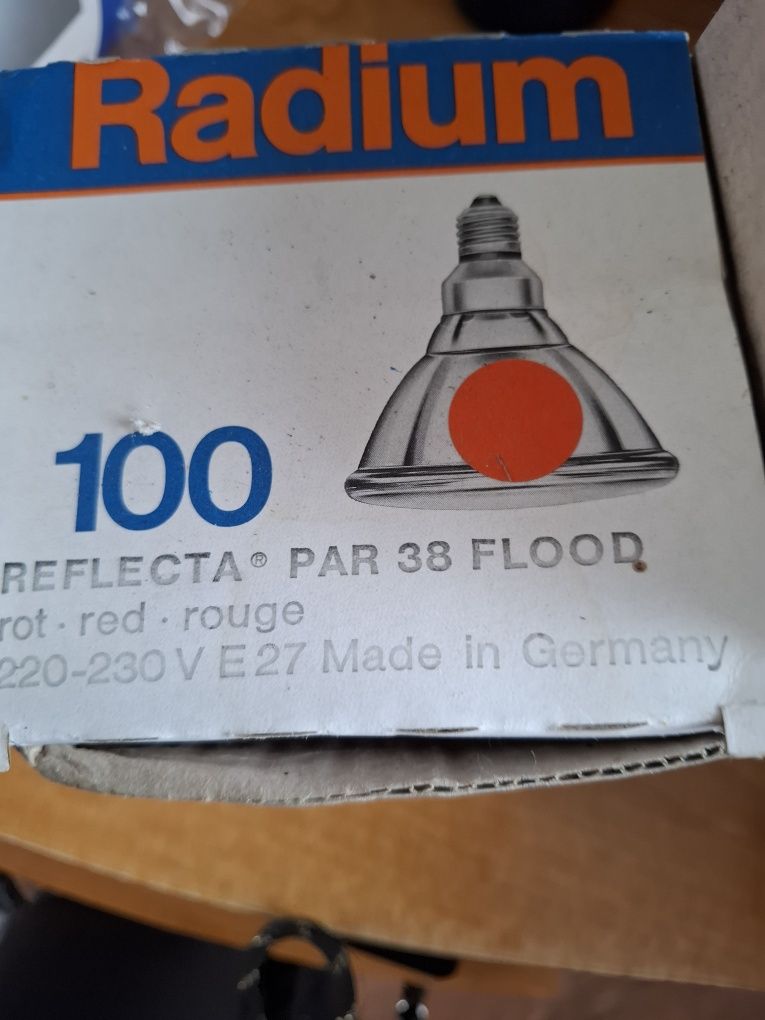 Radium
100
REFLECTA® PAR 38 FLOOD
rot · red · rouge
220-230 V E 27 Made in Germany